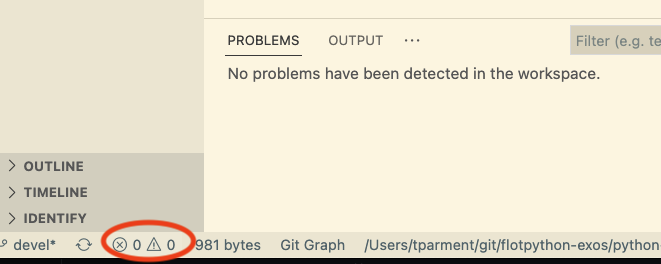 PROBLEMS OUTPUT ...
Filter (e.g. te
No problems have been detected in the workspace.
OUTLINE
TIMELINE
IDENTIFY
devel* 0 0 981 bytes Git Graph /Users/tparment/git/flotpython-exos/python-